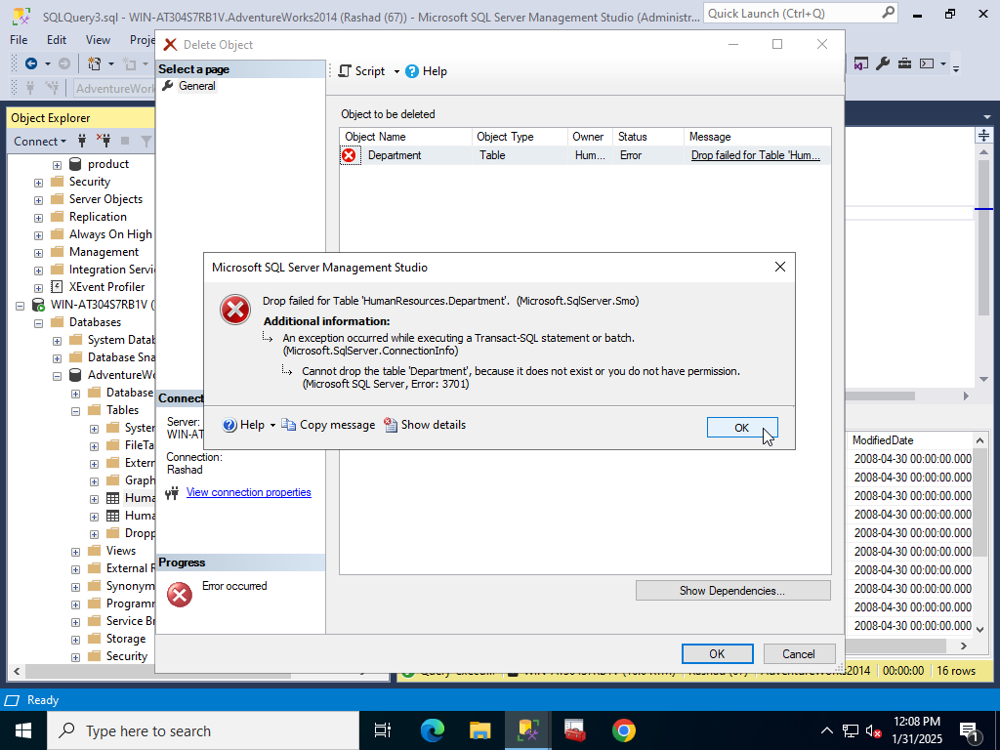 SQLQuery3.sql - WIN-AT304S7RB1V.AdventureWorks2014 (Rashad (67)) - Microsoft SQL Server Management Studio (Administr...
Quick Launch (Ctrl+Q)
File Edit View Proje
Delete Object
AdventureWork
Select a page
General
Script Help
Object to be deleted
Object Name Object Type Owner Status Message
Department Table Hum... Error Drop failed for Table 'Hum...
Object Explorer
Connect
product
Security
Server Objects
Replication
Always On High
Management
Integration Servi
XEvent Profiler
WIN-AT304S7RB1V (
Databases
System Datab
Database Sna
AdventureWo
Database
Tables
System
FileTa
Extern
Graph
Huma
Huma
Dropp
Views
External R
Synonym
Programm
Service Br
Storage
Security
Microsoft SQL Server Management Studio
Drop failed for Table 'HumanResources.Department'. (Microsoft.SqlServer.Smo)
Additional information:
An exception occurred while executing a Transact-SQL statement or batch.
(Microsoft.SqlServer.ConnectionInfo)
Cannot drop the table 'Department', because it does not exist or you do not have permission.
(Microsoft SQL Server, Error: 3701)
Help Copy message Show details
OK
Connect
Server:
WIN-AT
Connection:
Rashad
View connection properties
Progress
Error occurred
Show Dependencies...
OK Cancel
ModifiedDate
2008-04-30 00:00:00.000
2008-04-30 00:00:00.000
2008-04-30 00:00:00.000
2008-04-30 00:00:00.000
2008-04-30 00:00:00.000
2008-04-30 00:00:00.000
2008-04-30 00:00:00.000
2008-04-30 00:00:00.000
2008-04-30 00:00:00.000
2008-04-30 00:00:00.000
AdventureWorks2014 00:00:00 16 rows
Ready
Type here to search
12:08 PM
1/31/2025
1